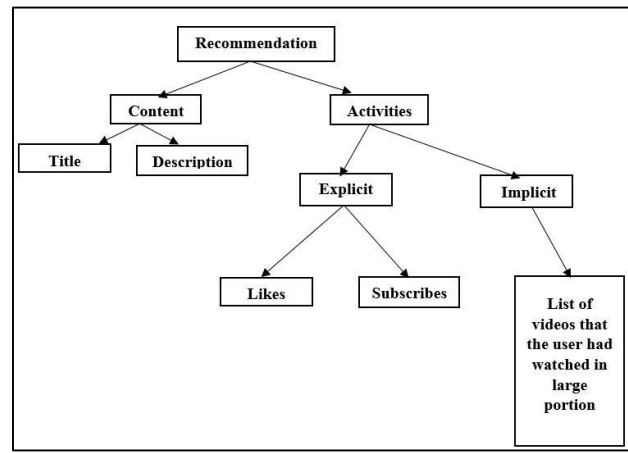 Recommendation
Content
Activities
Title
Description
Explicit
Implicit
Likes
Subscribes
List of
videos that
the user had
watched in
large
portion